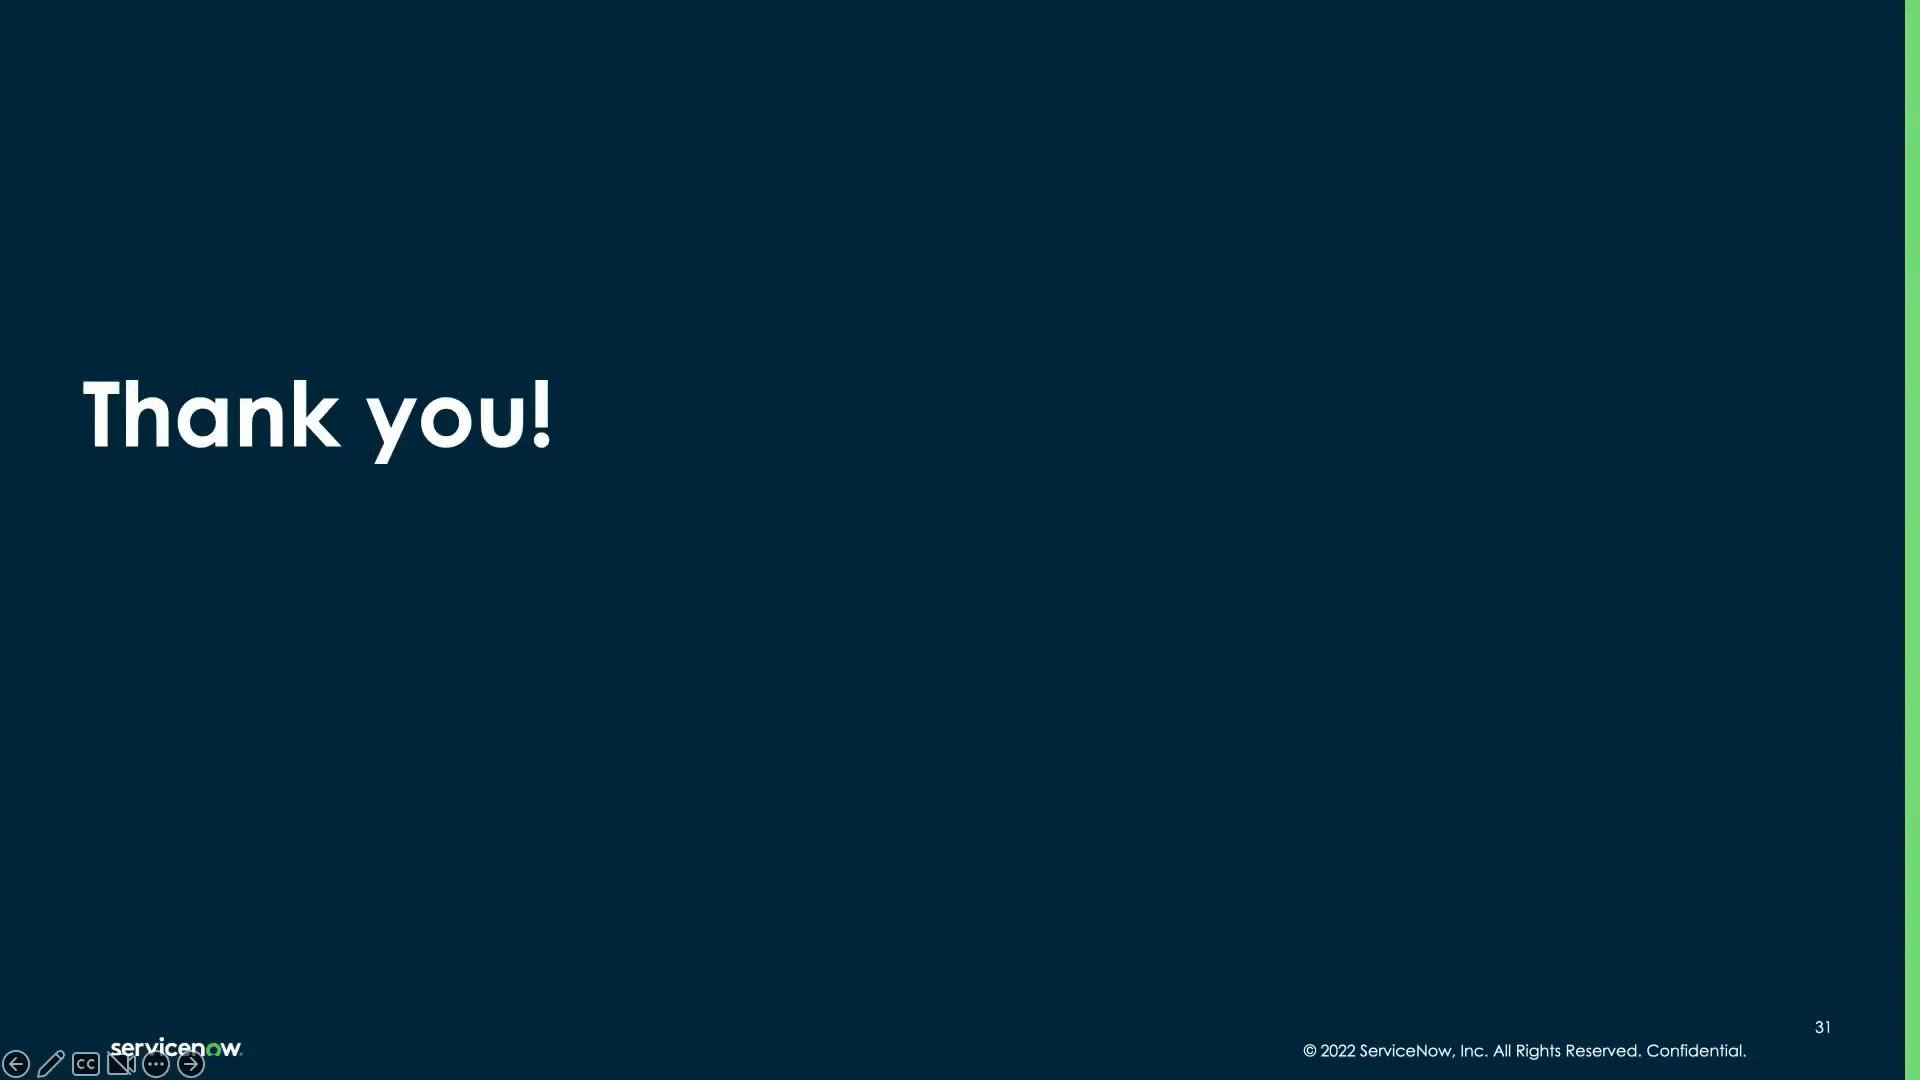 Thank you!
servicenow.
CC
31
© 2022 ServiceNow, Inc. All Rights Reserved. Confidential.